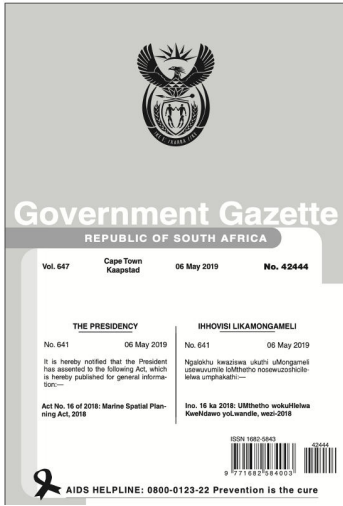 Government Gazette
REPUBLIC OF SOUTH AFRICA
Vol. 647
Cape Town
Kaapstad
06 May 2019
No. 42444
THE PRESIDENCY
No. 641 06 May 2019
It is hereby notified that the President
has assented to the following Act, which
is hereby published for general informa-
tion:—
Act No. 16 of 2018: Marine Spatial Plan-
ning Act, 2018
IHHOVISI LIKAMONGAMELI
No. 641 06 May 2019
Ngalokhu kwaziswa ukuthi uMongameli
usewuvumile loMthetho nosewuzoshicile-
lelwa umphakathi:—
Ino. 16 ka 2018: UMthetho wokuHlelwa
KweNdawo yoLwandle, wezi-2018
ISSN 1682-5843
42444
9 771682 584003
AIDS HELPLINE: 0800-0123-22 Prevention is the cure